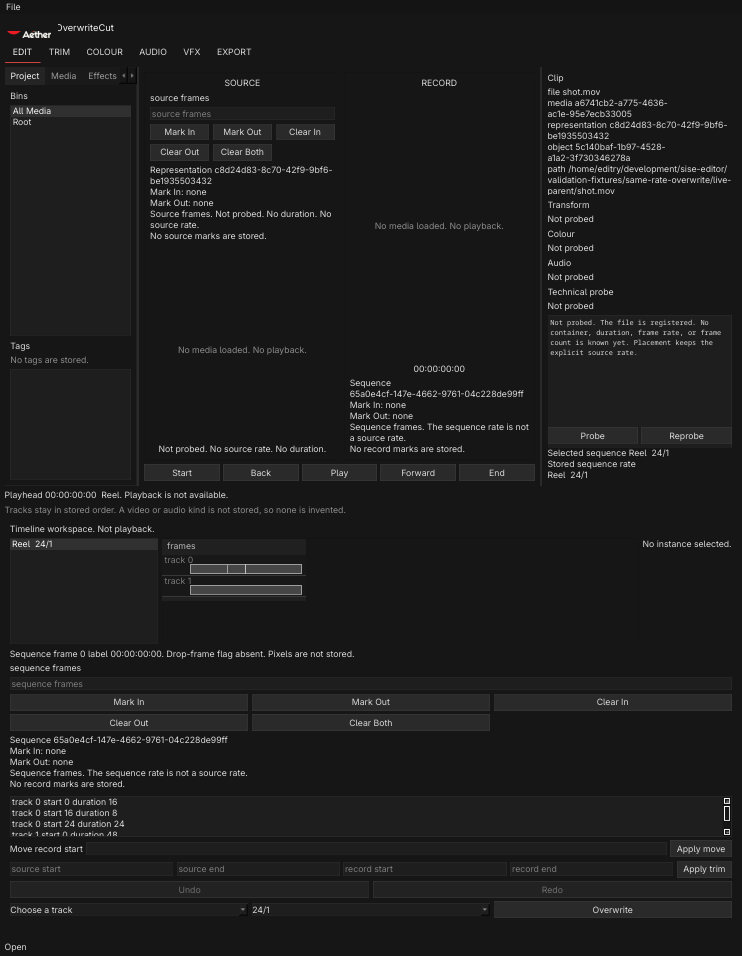 File
Aether
OverwriteCut
EDIT TRIM COLOUR AUDIO VFX EXPORT
Project Media Effects
Bins
All Media
Root
Tags
No tags are stored.
SOURCE
source frames
source frames
Mark In Mark Out Clear In
Clear Out Clear Both
Representation c8d24d83-8c70-42f9-9bf6-
be1935503432
Mark In: none
Mark Out: none
Source frames. Not probed. No duration. No
source rate.
No source marks are stored.
No media loaded. No playback.
Not probed. No source rate. No duration.
RECORD
No media loaded. No playback.
00:00:00:00
Sequence
65a0e4cf-147e-4662-9761-04c228de99ff
Mark In: none
Mark Out: none
Sequence frames. The sequence rate is not
a source rate.
No record marks are stored.
Start Back Play Forward End
Clip
file shot.mov
media a6741cb2-a775-4636-
ac1e-95e7ecb33005
representation c8d24d83-8c70-42f9-9bf6-
be1935503432
object 5c140baf-1b97-4528-
a1a2-3f730346278a
path /home/editry/development/sise-editor/
validation-fixtures/same-rate-overwrite/live-
parent/shot.mov
Transform
Not probed
Colour
Not probed
Audio
Not probed
Technical probe
Not probed
Not probed. The file is registered. No
container, duration, frame rate, or frame
count is known yet. Placement keeps the
explicit source rate.
Probe Reprobe
Selected sequence Reel 24/1
Stored sequence rate
Reel 24/1
Playhead 00:00:00:00 Reel. Playback is not available.
Tracks stay in stored order. A video or audio kind is not stored, so none is invented.
Timeline workspace. Not playback.
Reel 24/1
frames
track 0
track 1
No instance selected.
Sequence frame 0 label 00:00:00:00. Drop-frame flag absent. Pixels are not stored.
sequence frames
sequence frames
Mark In Mark Out Clear In
Clear Out Clear Both
Sequence 65a0e4cf-147e-4662-9761-04c228de99ff
Mark In: none
Mark Out: none
Sequence frames. The sequence rate is not a source rate.
No record marks are stored.
track 0 start 0 duration 16
track 0 start 16 duration 8
track 0 start 24 duration 24
track 1 start 0 duration 48
Move record start Apply move
source start source end record start record end Apply trim
Undo Redo
Choose a track 24/1 Overwrite
Open